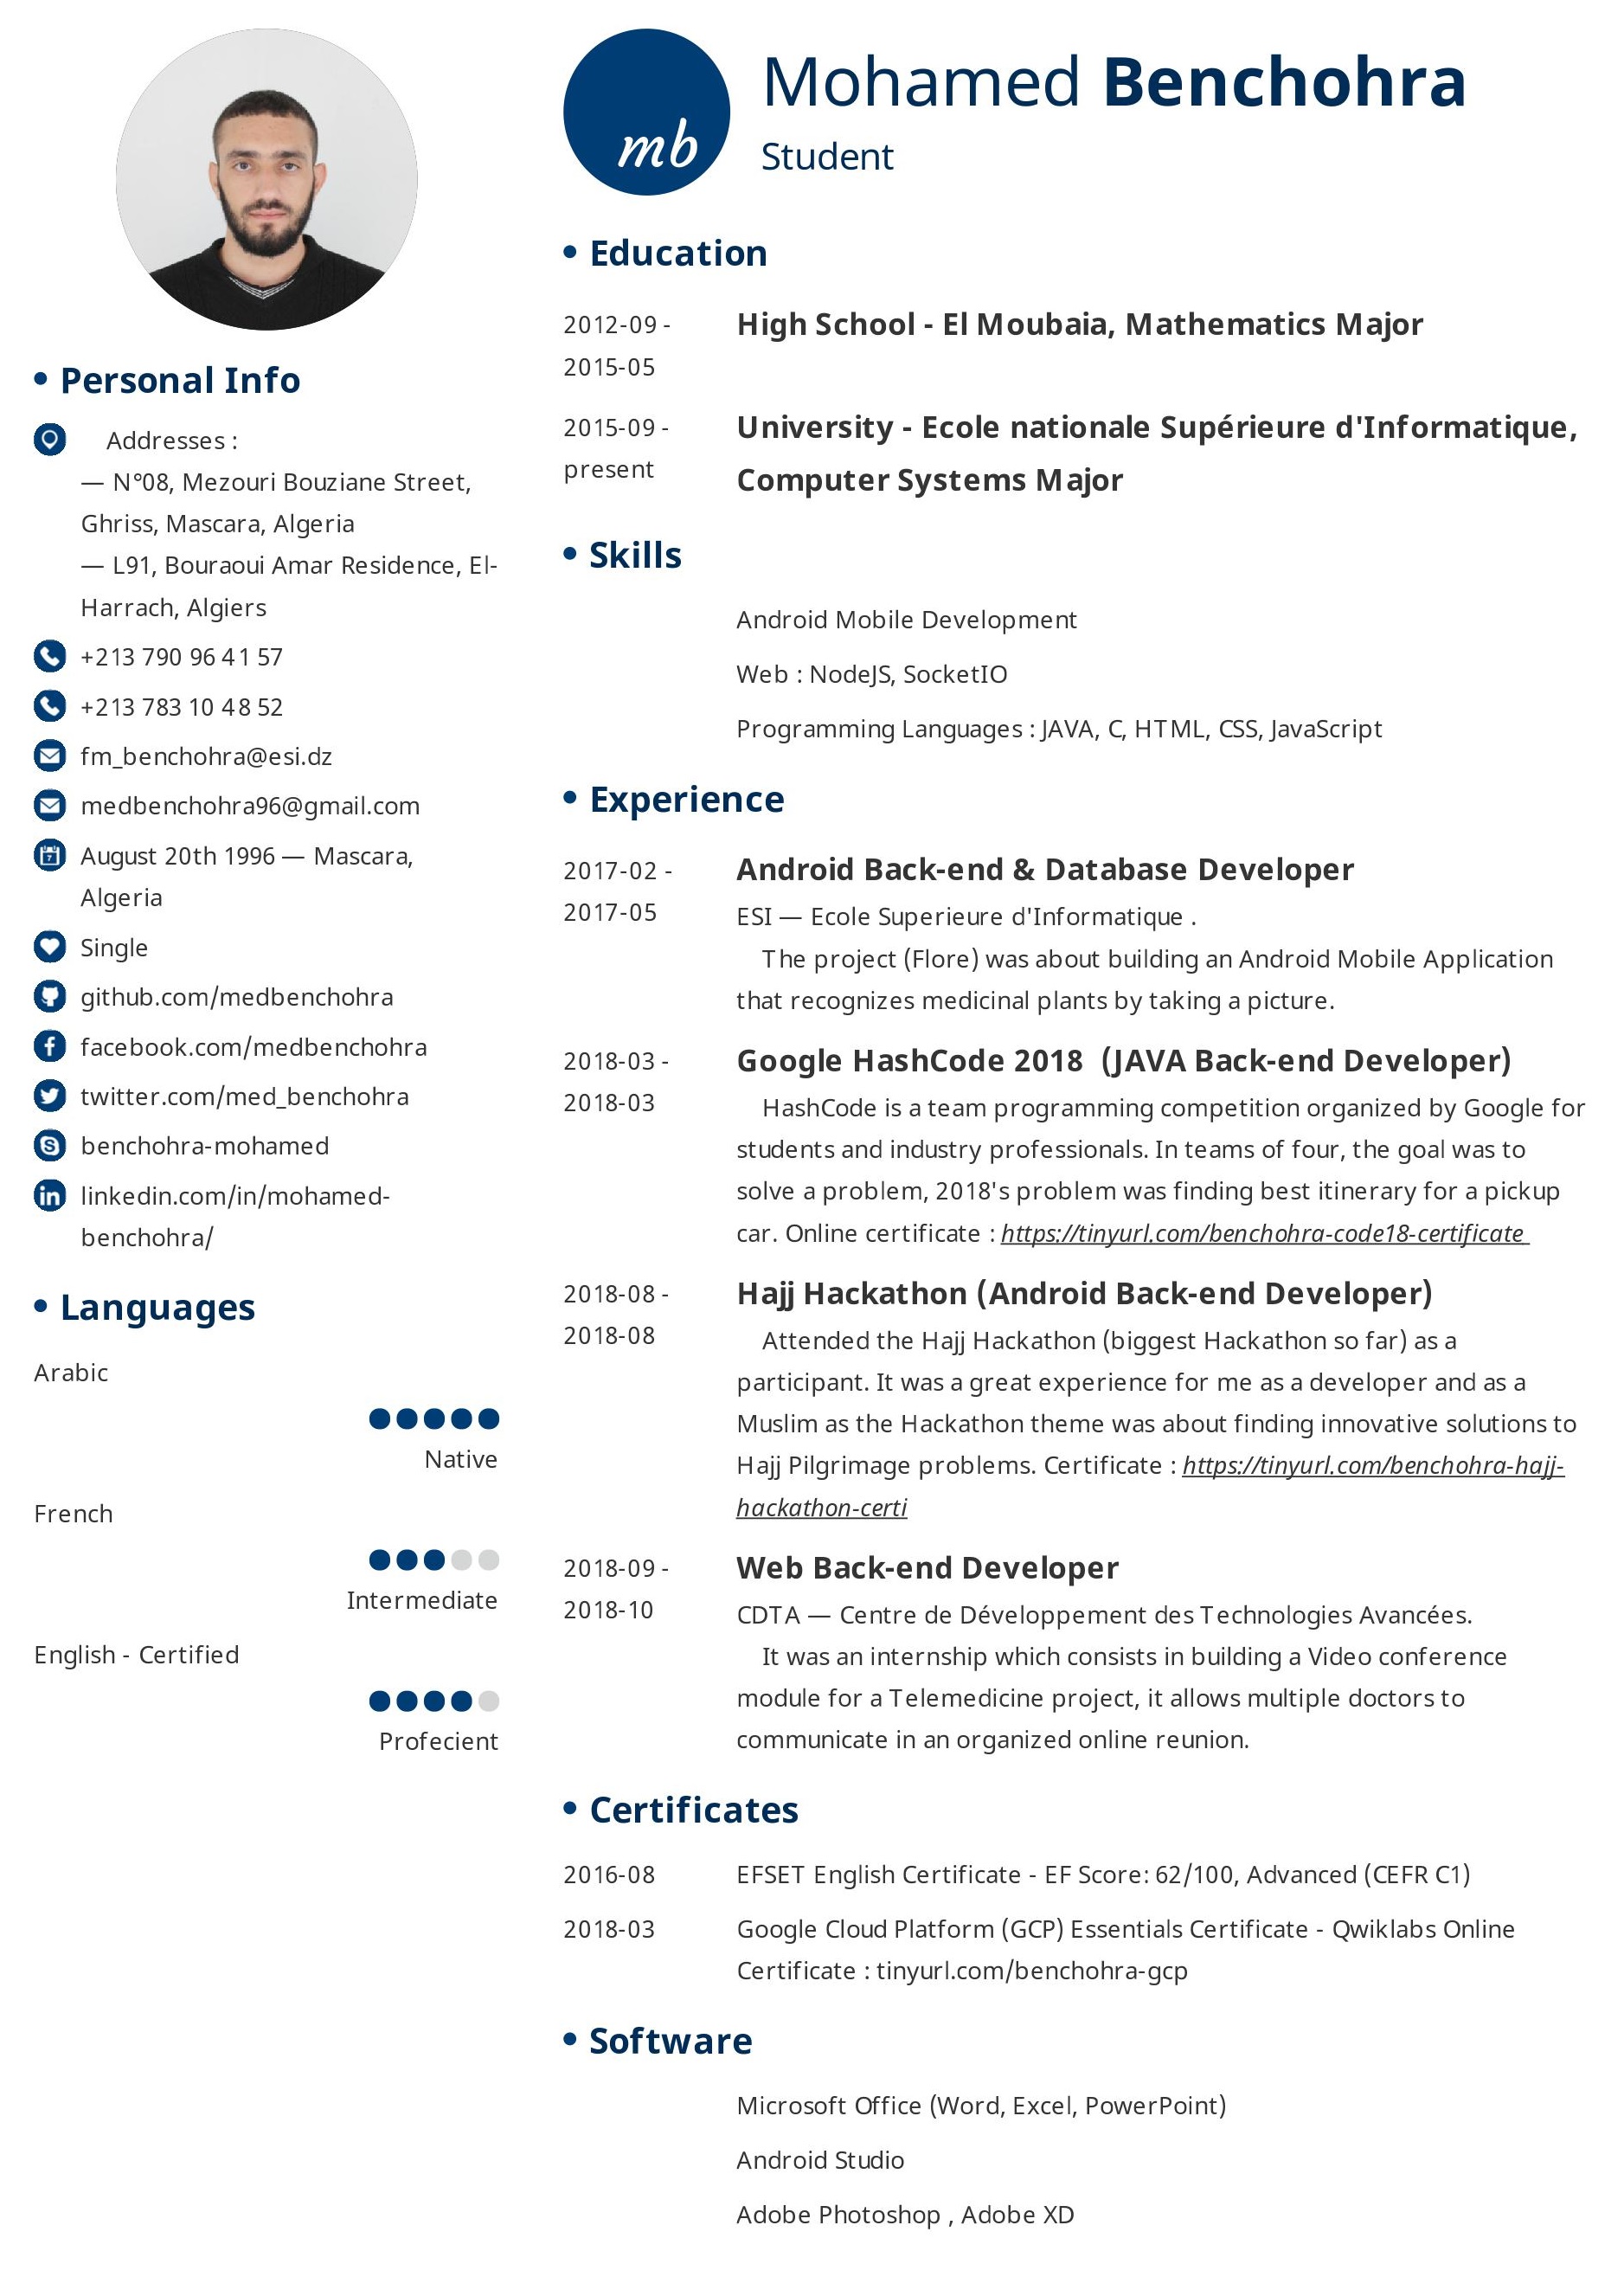 Personal Info
Addresses :
— N°08, Mezouri Bouziane Street,
Ghriss, Mascara, Algeria
— L91, Bouraoui Amar Residence, El-
Harrach, Algiers
+213 790 96 41 57
+213 783 10 48 52
fm_benchohra@esi.dz
medbenchohra96@gmail.com
7
August 20th 1996 — Mascara,
Algeria
Single
github.com/medbenchohra
facebook.com/medbenchohra
twitter.com/med_benchohra
benchohra-mohamed
linkedin.com/in/mohamed-
benchohra/
Languages
Arabic
Native
French
Intermediate
English - Certified
Profecient
mb
Mohamed Benchohra
Student
Education
2012-09 -
2015-05
High School - El Moubaia, Mathematics Major
2015-09 -
present
University - Ecole nationale Supérieure d'Informatique,
Computer Systems Major
Skills
Android Mobile Development
Web : NodeJS, SocketIO
Programming Languages : JAVA, C, HTML, CSS, JavaScript
Experience
2017-02 -
2017-05
Android Back-end & Database Developer
ESI — Ecole Superieure d'Informatique .
The project (Flore) was about building an Android Mobile Application
that recognizes medicinal plants by taking a picture.
2018-03 -
2018-03
Google HashCode 2018 (JAVA Back-end Developer)
HashCode is a team programming competition organized by Google for
students and industry professionals. In teams of four, the goal was to
solve a problem, 2018's problem was finding best itinerary for a pickup
car. Online certificate : https://tinyurl.com/benchohra-code18-certificate
2018-08 -
2018-08
Hajj Hackathon (Android Back-end Developer)
Attended the Hajj Hackathon (biggest Hackathon so far) as a
participant. It was a great experience for me as a developer and as a
Muslim as the Hackathon theme was about finding innovative solutions to
Hajj Pilgrimage problems. Certificate : https://tinyurl.com/benchohra-hajj-
hackathon-certi
2018-09 -
2018-10
Web Back-end Developer
CDTA — Centre de Développement des Technologies Avancées.
It was an internship which consists in building a Video conference
module for a Telemedicine project, it allows multiple doctors to
communicate in an organized online reunion.
Certificates
2016-08
EFSET English Certificate - EF Score: 62/100, Advanced (CEFR C1)
2018-03
Google Cloud Platform (GCP) Essentials Certificate - Qwiklabs Online
Certificate : tinyurl.com/benchohra-gcp
Software
Microsoft Office (Word, Excel, PowerPoint)
Android Studio
Adobe Photoshop , Adobe XD